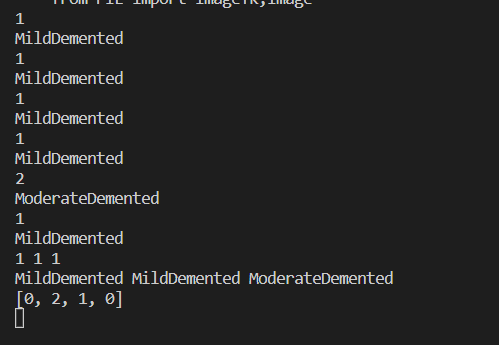 from PIL import ImageTk,Image
1
MildDemented
1
MildDemented
1
MildDemented
1
MildDemented
2
ModerateDemented
1
MildDemented
1 1 1
MildDemented MildDemented ModerateDemented
[0, 2, 1, 0]